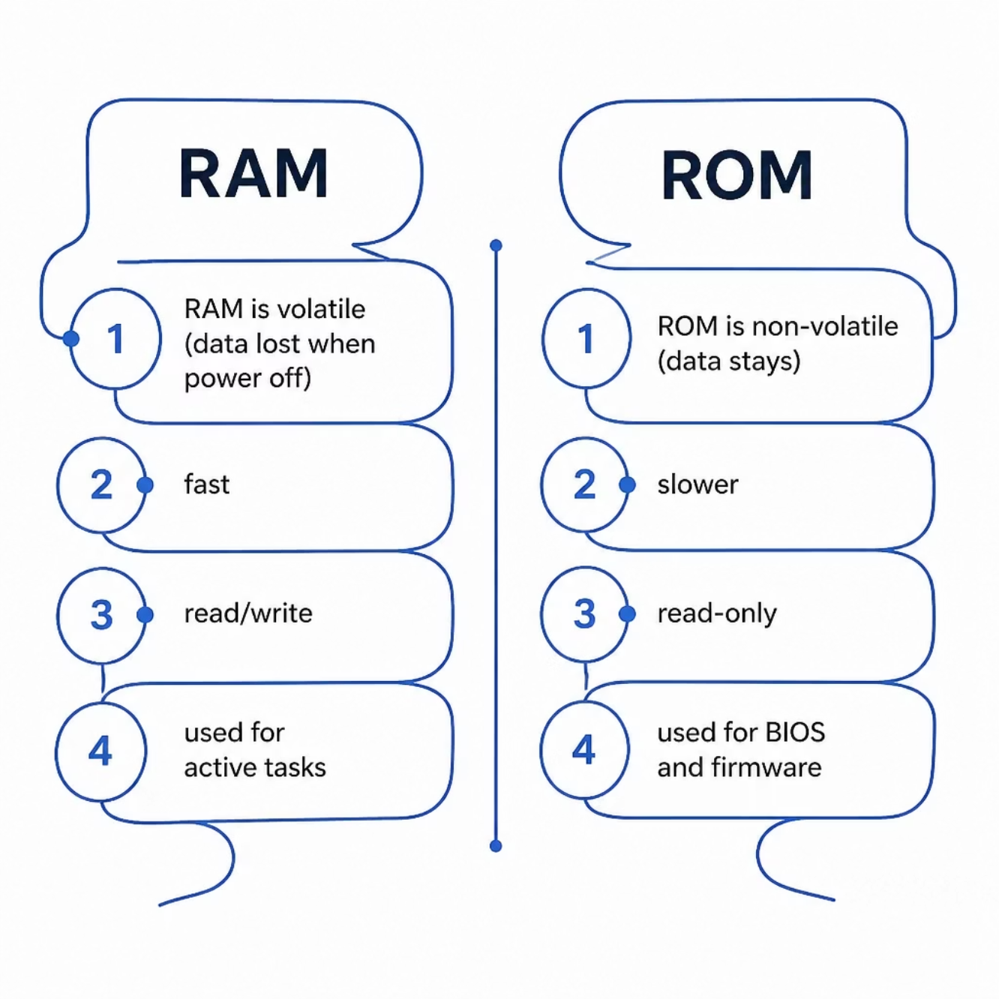 RAM
1
RAM is volatile
(data lost when
power off)
2
fast
3
read/write
4
used for
active tasks
ROM
1
ROM is non-volatile
(data stays)
2
slower
3
read-only
4
used for BIOS
and firmware